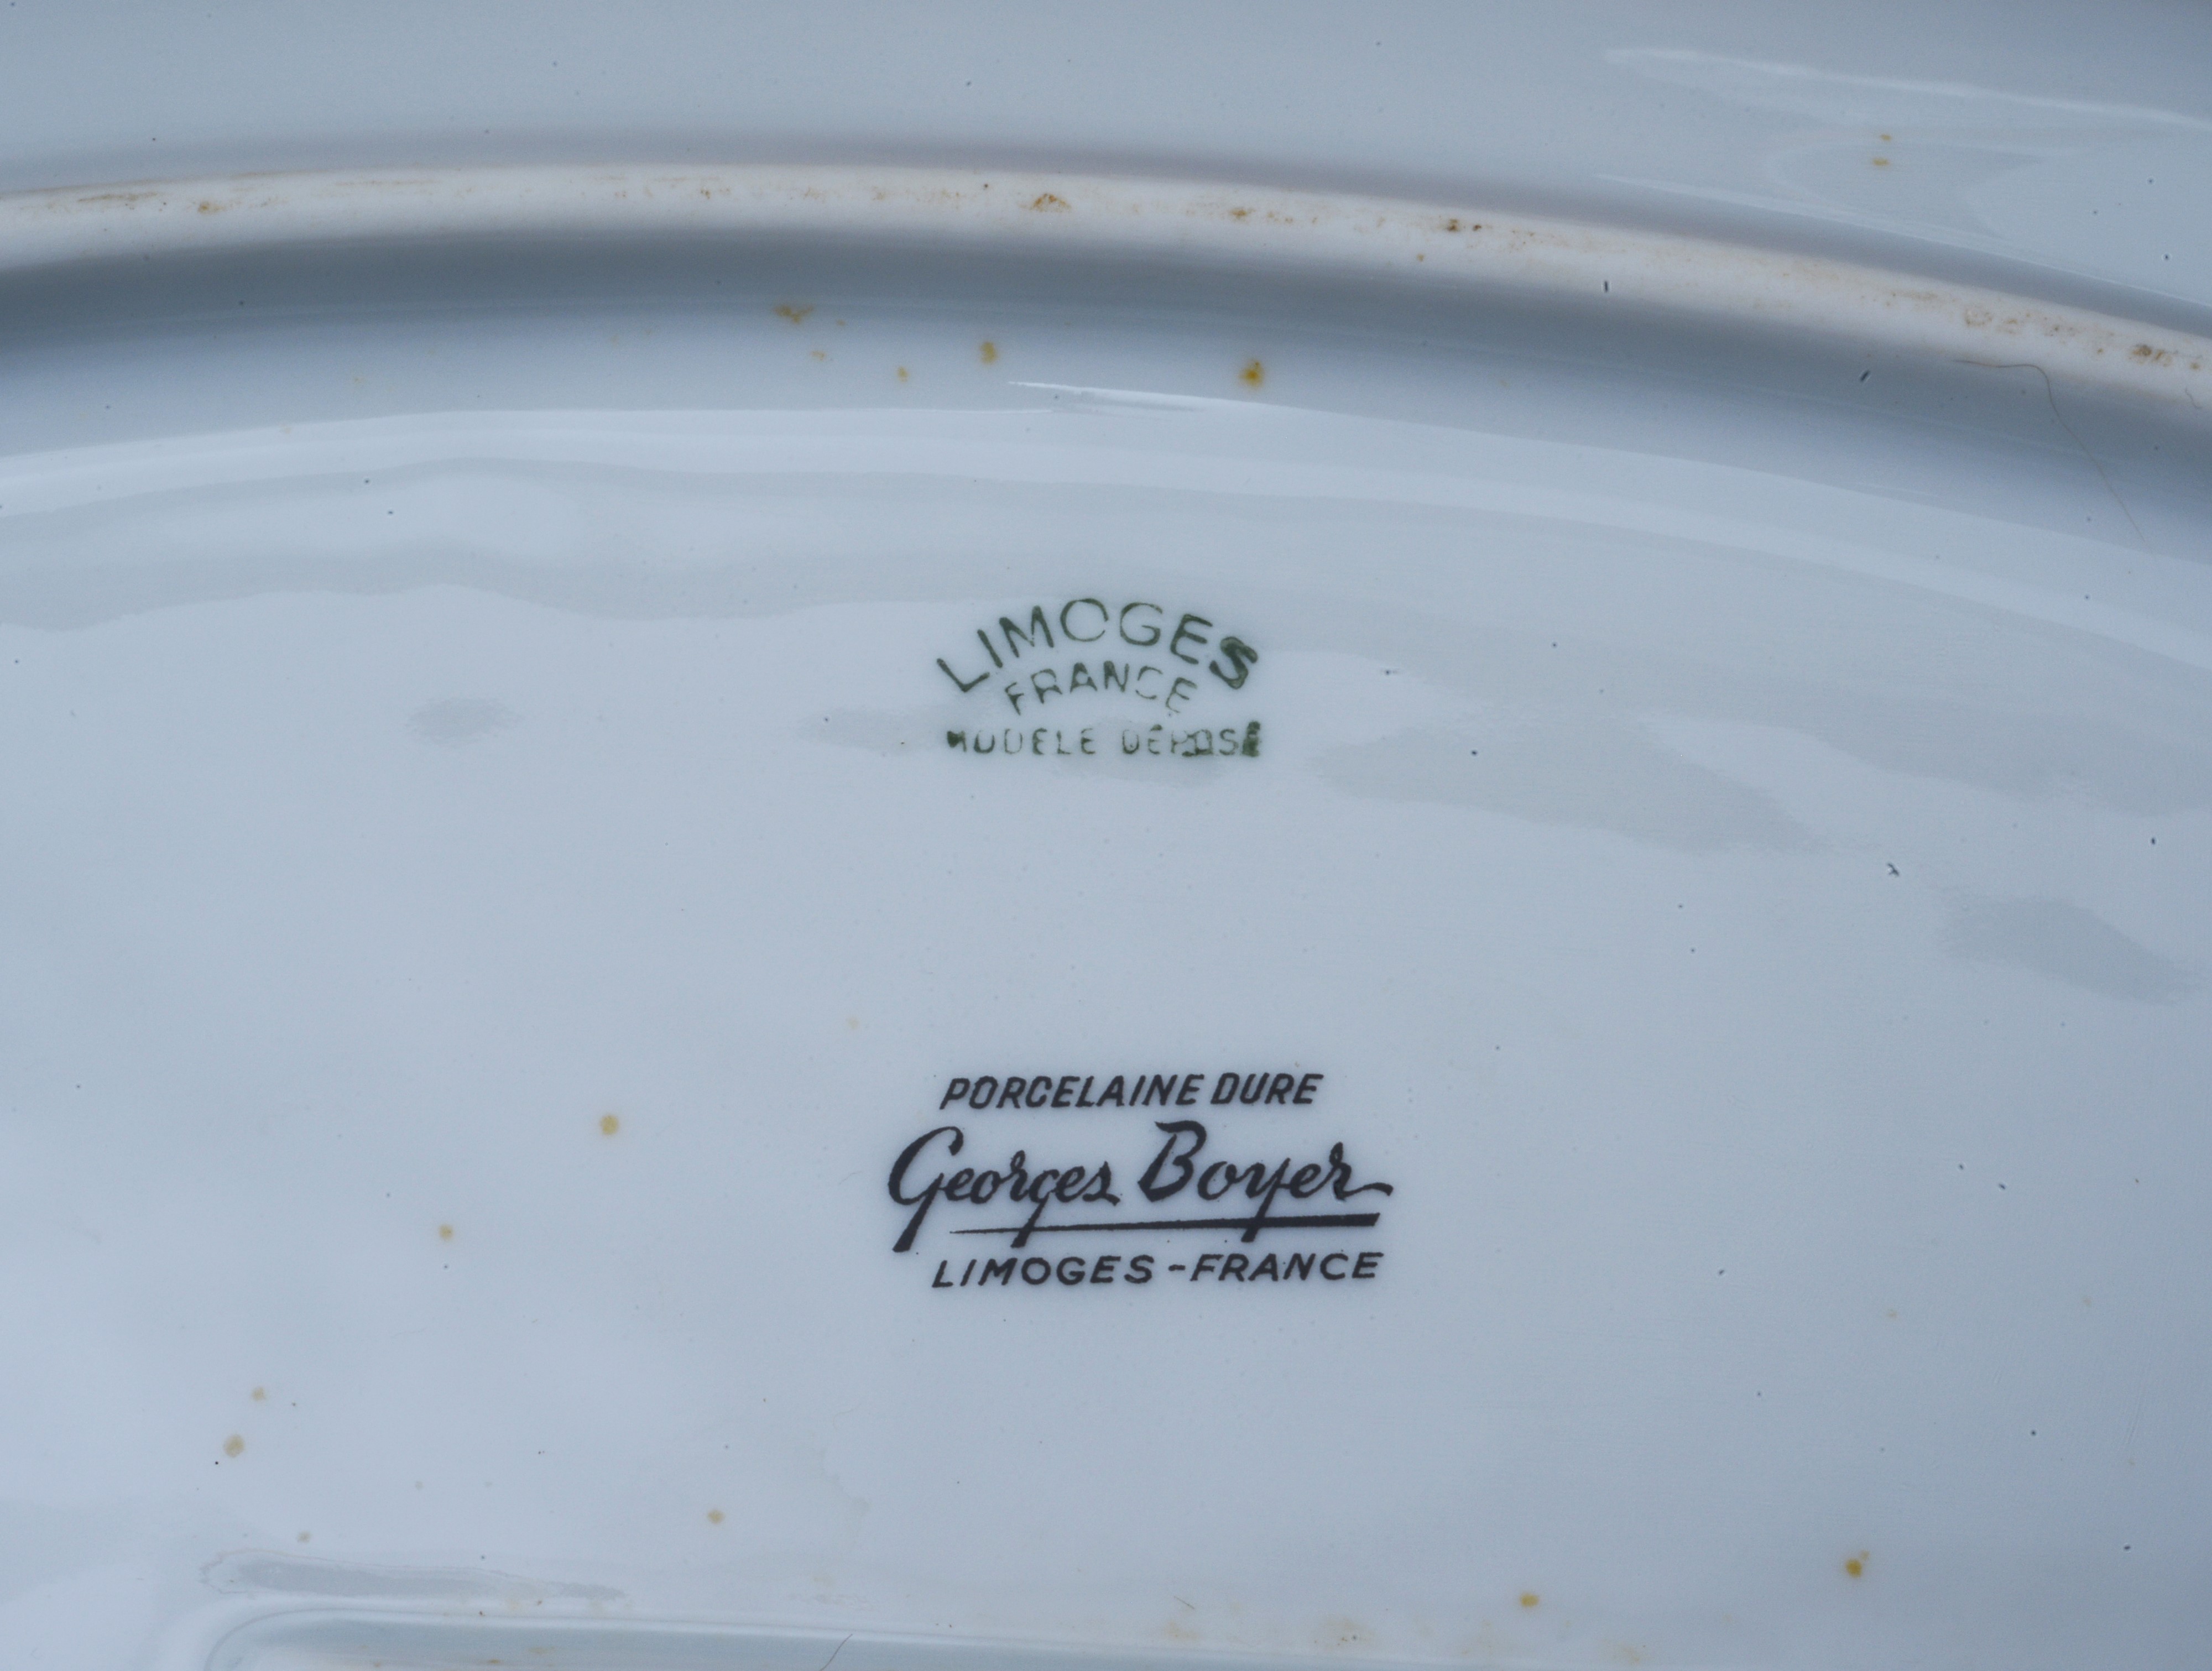 LIMOGES
FRANCE
MODELE DÉPOSÉ
PORCELAINE DURE
Georges Boyer
LIMOGES - FRANCE